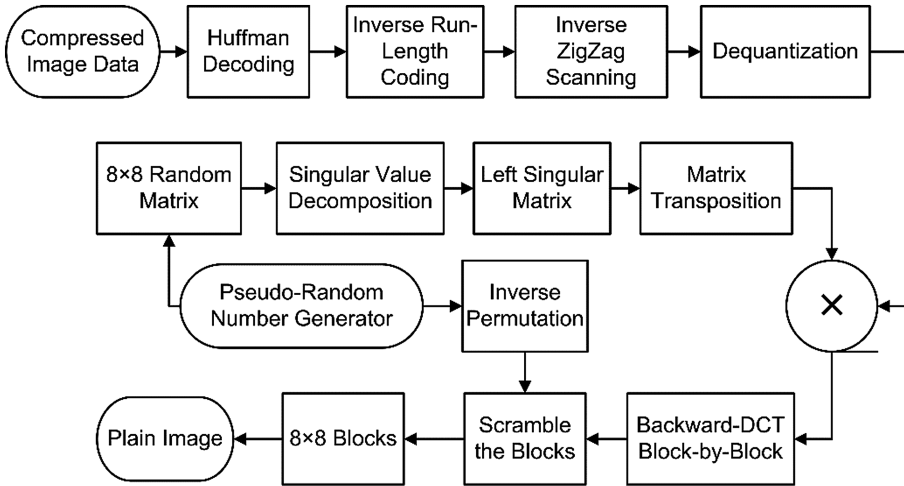 Compressed
Image Data
Huffman
Decoding
Inverse Run-
Length
Coding
Inverse
ZigZag
Scanning
Dequantization
8×8 Random
Matrix
Singular Value
Decomposition
Left Singular
Matrix
Matrix
Transposition
Pseudo-Random
Number Generator
Inverse
Permutation
×
Plain Image
8×8 Blocks
Scramble
the Blocks
Backward-DCT
Block-by-Block